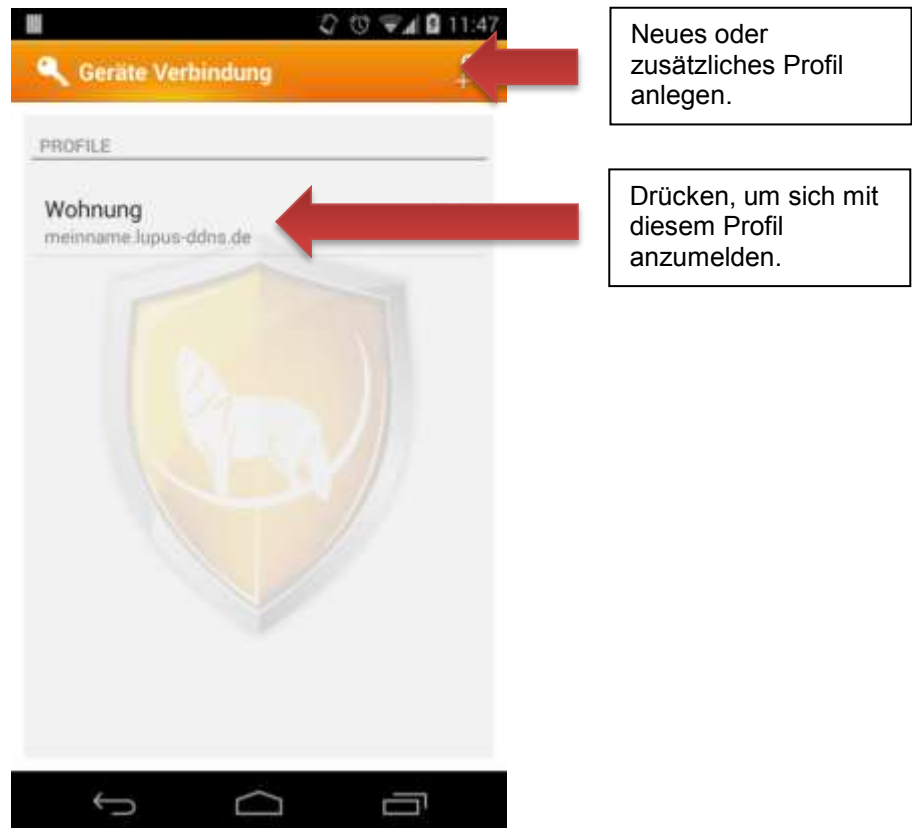 11:47
Geräte Verbindung
Neues oder
zusätzliches Profil
anlegen.
PROFILE
Wohnung
meinname.lupus-ddns.de
Drücken, um sich mit
diesem Profil
anzumelden.